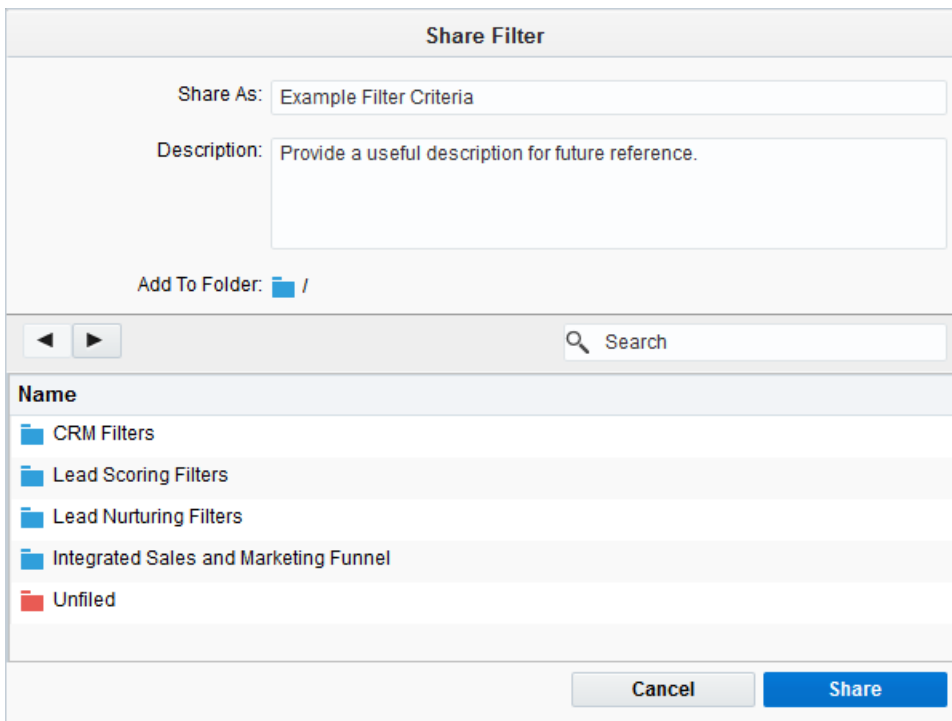 Share Filter
Share As: Example Filter Criteria
Description: Provide a useful description for future reference.
Add To Folder: /
Search
Name
CRM Filters
Lead Scoring Filters
Lead Nurturing Filters
Integrated Sales and Marketing Funnel
Unfiled
Cancel Share